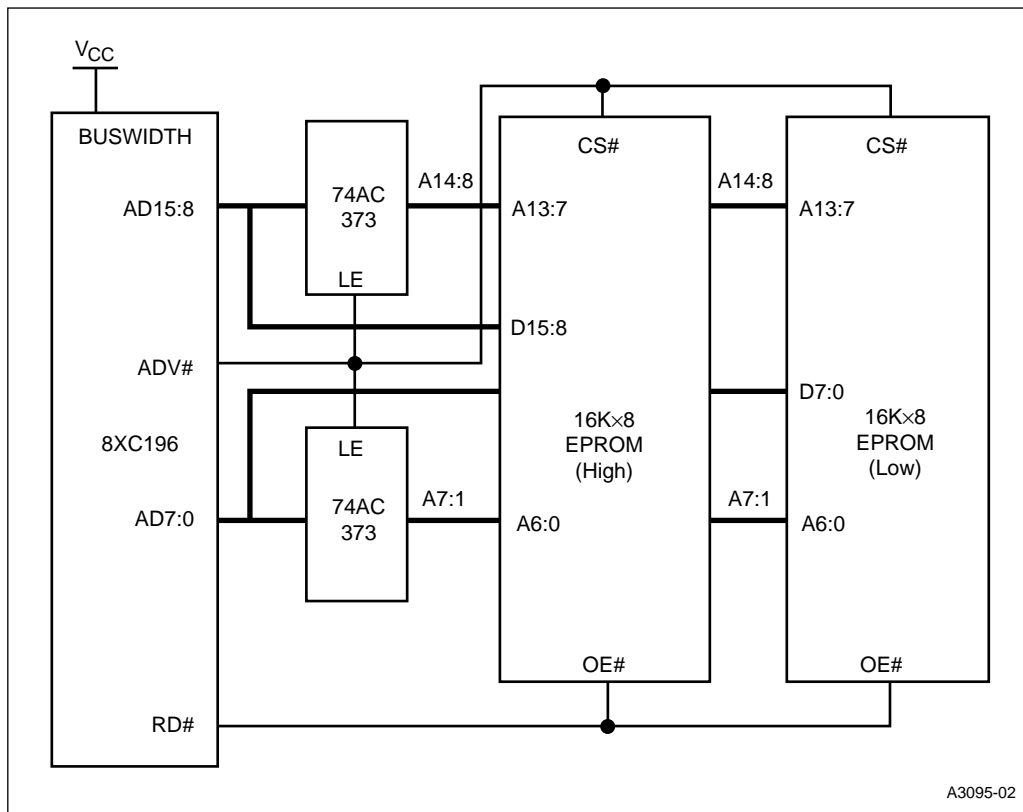 VCC
BUSWIDTH
AD15:8
ADV#
8XC196
AD7:0
RD#
74AC
373
LE
LE
74AC
373
A14:8
A7:1
CS#
A13:7
D15:8
16K×8
EPROM
(High)
A6:0
OE#
A14:8
A7:1
CS#
A13:7
D7:0
16K×8
EPROM
(Low)
A6:0
OE#
A3095-02